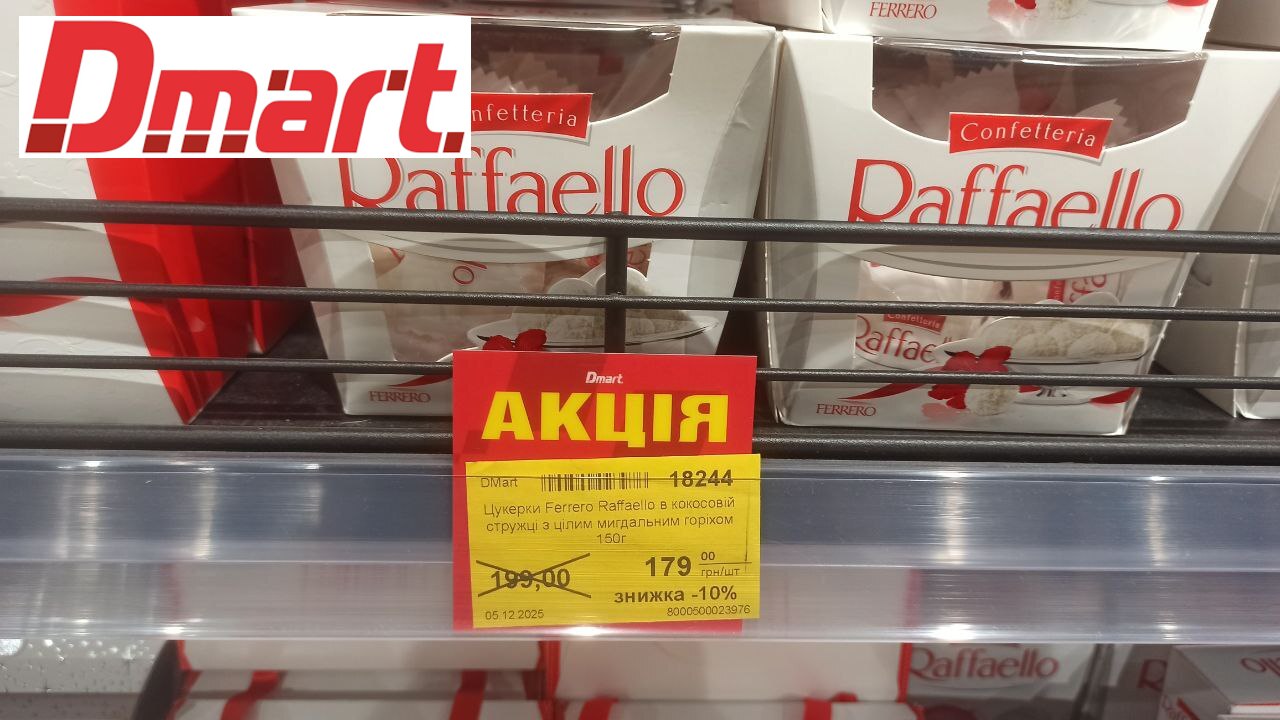 Dmart.
FERRERO
Confetteria
Raffaello
Confetteria
Raffaello
Confetteria
FERRERO
FERRERO
Dmart.
АКЦІЯ
DMart 18244
Цукерки Ferrero Raffaello в кокосовій
стружці з цілим мигдальним горіхом
150г
199,00 179 00
грн/шт
знижка -10%
05.12.2025 8000500023976
Raffaello